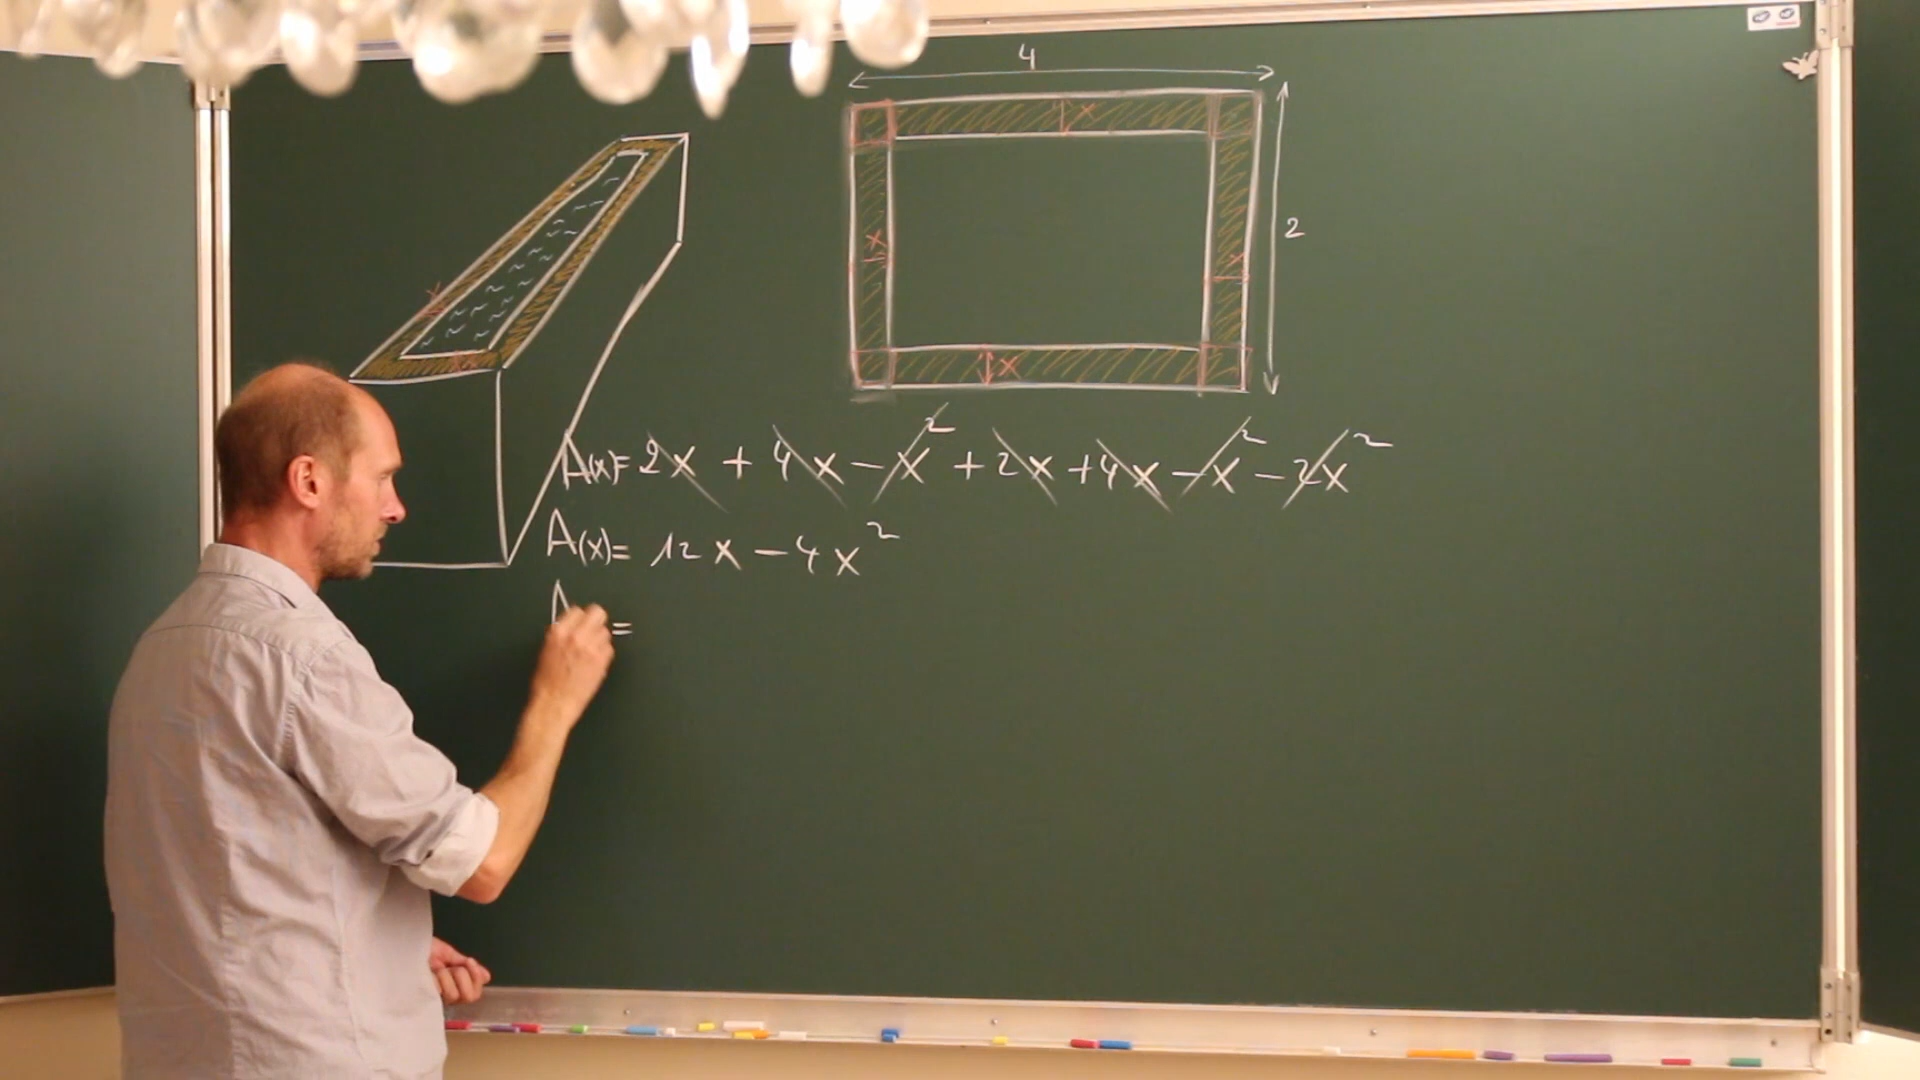 4
x
2
x
x
x
x
A(x)= 2x + 4x − x² + 2x + 4x − x² − 2x²
A(x)= 12x − 4x²
A =